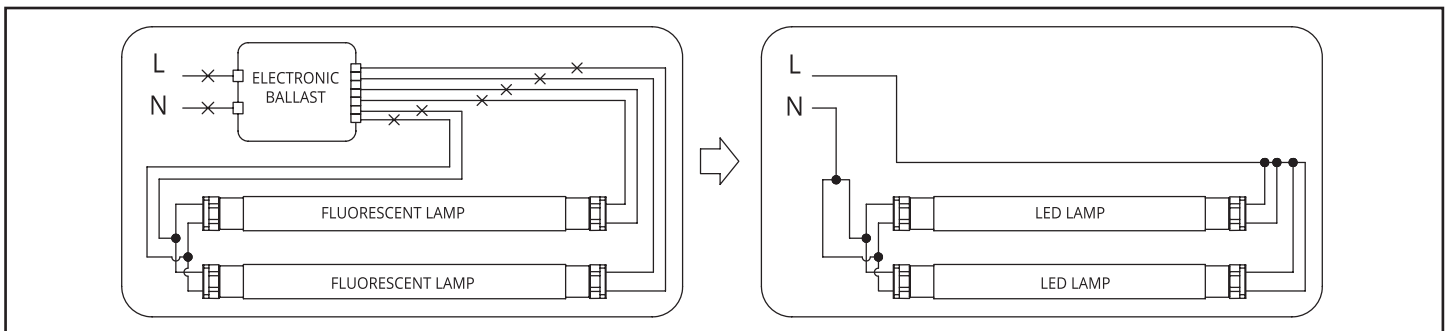 L
N
ELECTRONIC
BALLAST
FLUORESCENT LAMP
FLUORESCENT LAMP
L
N
LED LAMP
LED LAMP